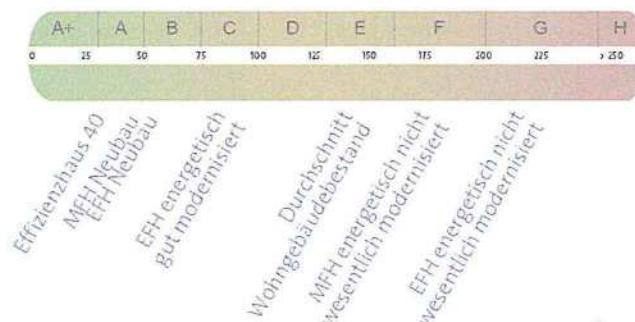 A+ A B C D E F G H
0 25 50 75 100 125 150 175 200 225 > 250
Effizienzhaus 40
MFH Neubau
EFH Neubau
EFH energetisch
gut modernisiert
Durchschnitt
Wohngebäudebestand
MFH energetisch nicht
wesentlich modernisiert
EFH energetisch nicht
wesentlich modernisiert